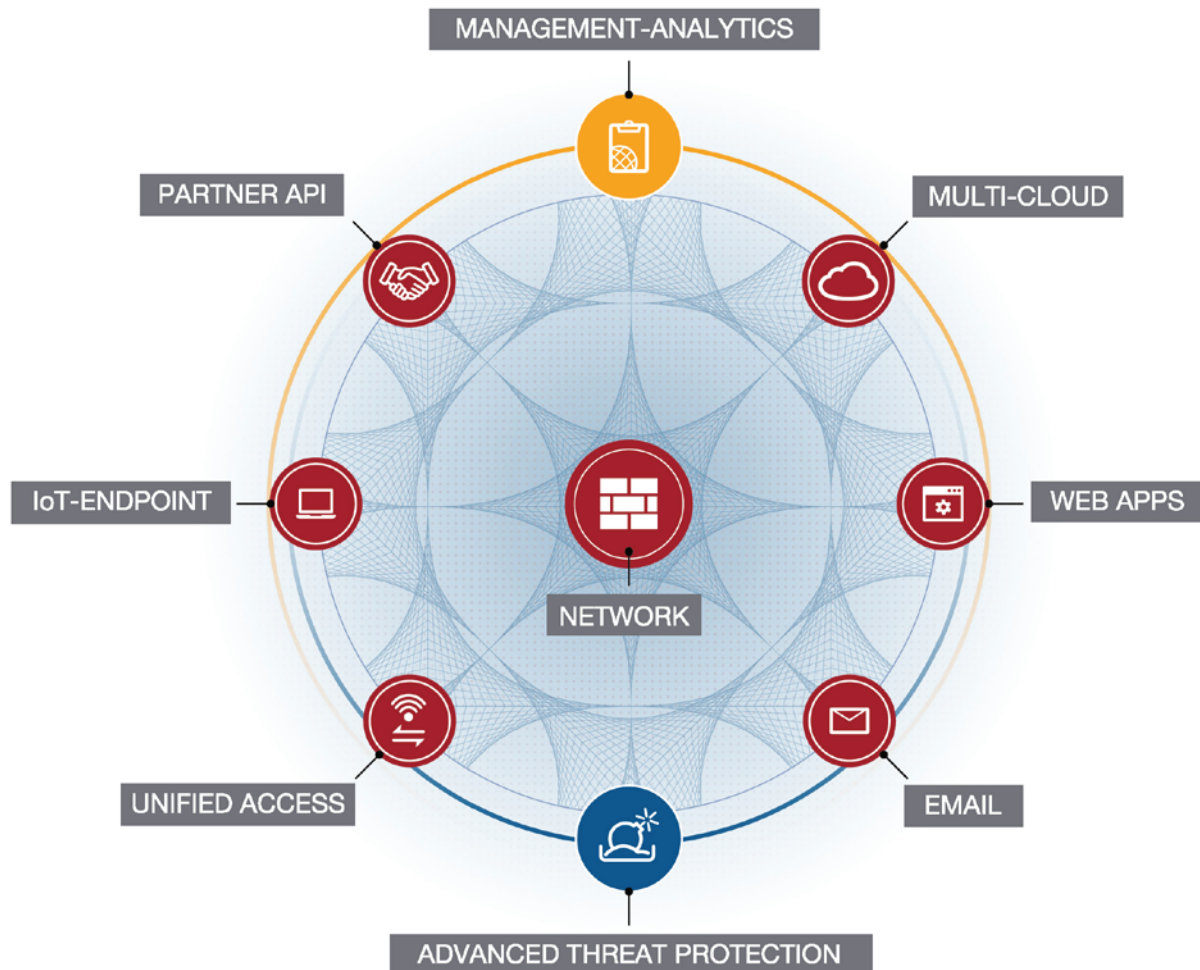 MANAGEMENT-ANALYTICS
PARTNER API
MULTI-CLOUD
IoT-ENDPOINT
WEB APPS
NETWORK
UNIFIED ACCESS
EMAIL
ADVANCED THREAT PROTECTION